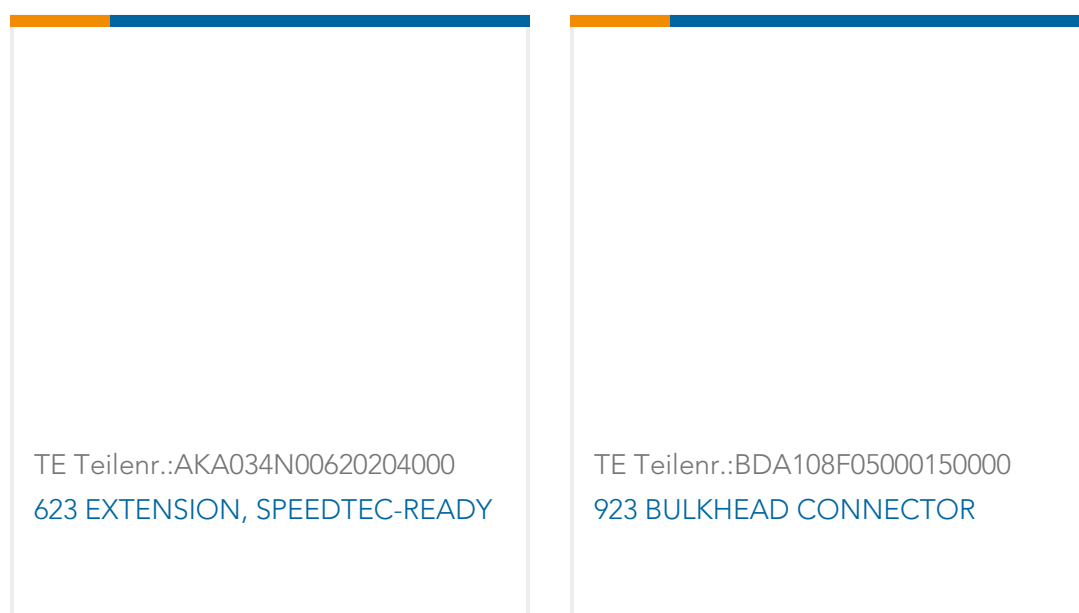 TE Teilenr.:AKA034N00620204000
623 EXTENSION, SPEEDTEC-READY
TE Teilenr.:BDA108F05000150000
923 BULKHEAD CONNECTOR